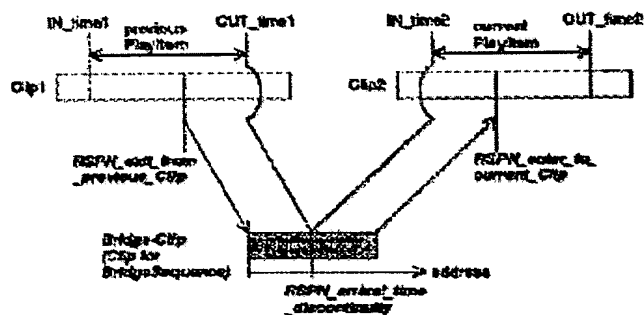 IN_time1
previous
PlayItem
OUT_time1
IN_time2
current
PlayItem
OUT_time2
Clip1
Clip2
RSPN_exit_from
_previous_Clip
RSPN_enter_to_
current_Clip
Bridge-Clip
(Clip for
BridgeSequence)
address
RSPN_arrival_time
_discontinuity